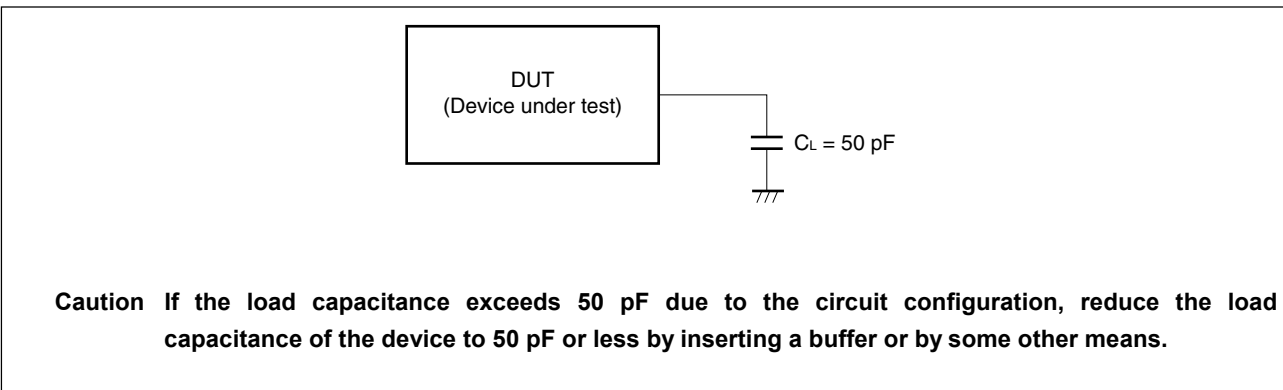 DUT
(Device under test)
CL = 50 pF
Caution If the load capacitance exceeds 50 pF due to the circuit configuration, reduce the load
capacitance of the device to 50 pF or less by inserting a buffer or by some other means.